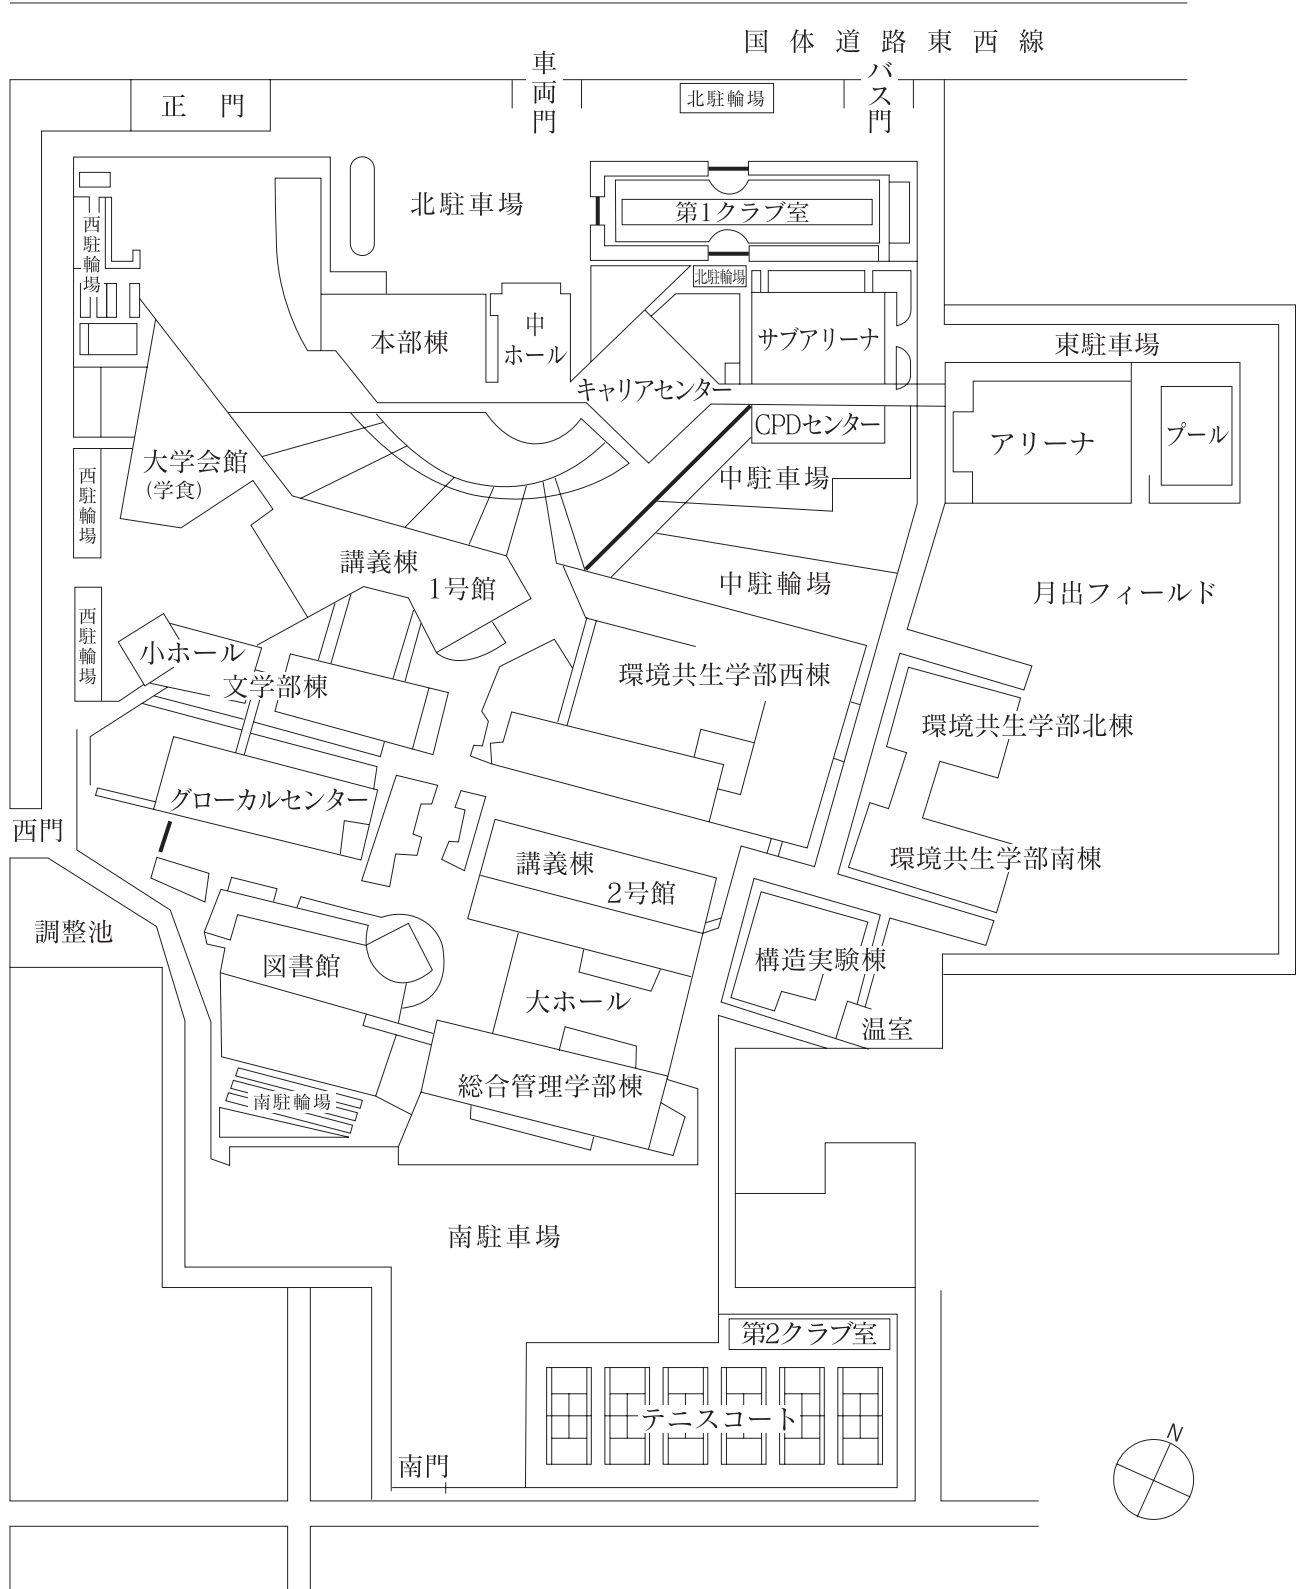 国体道路東西線
正門
車両門
北駐輪場
バス門
北駐車場
第1クラブ室
西駐輪場
北駐輪場
本部棟
中
ホール
サブアリーナ
東駐車場
キャリアセンター
CPDセンター
アリーナ
プール
大学会館
(学食)
中駐車場
西駐輪場
講義棟
1号館
中駐輪場
月出フィールド
西駐輪場
小ホール
文学部棟
環境共生学部西棟
環境共生学部北棟
グローカルセンター
西門
講義棟
2号館
環境共生学部南棟
調整池
図書館
構造実験棟
大ホール
温室
総合管理学部棟
南駐輪場
南駐車場
第2クラブ室
テニスコート
南門
N